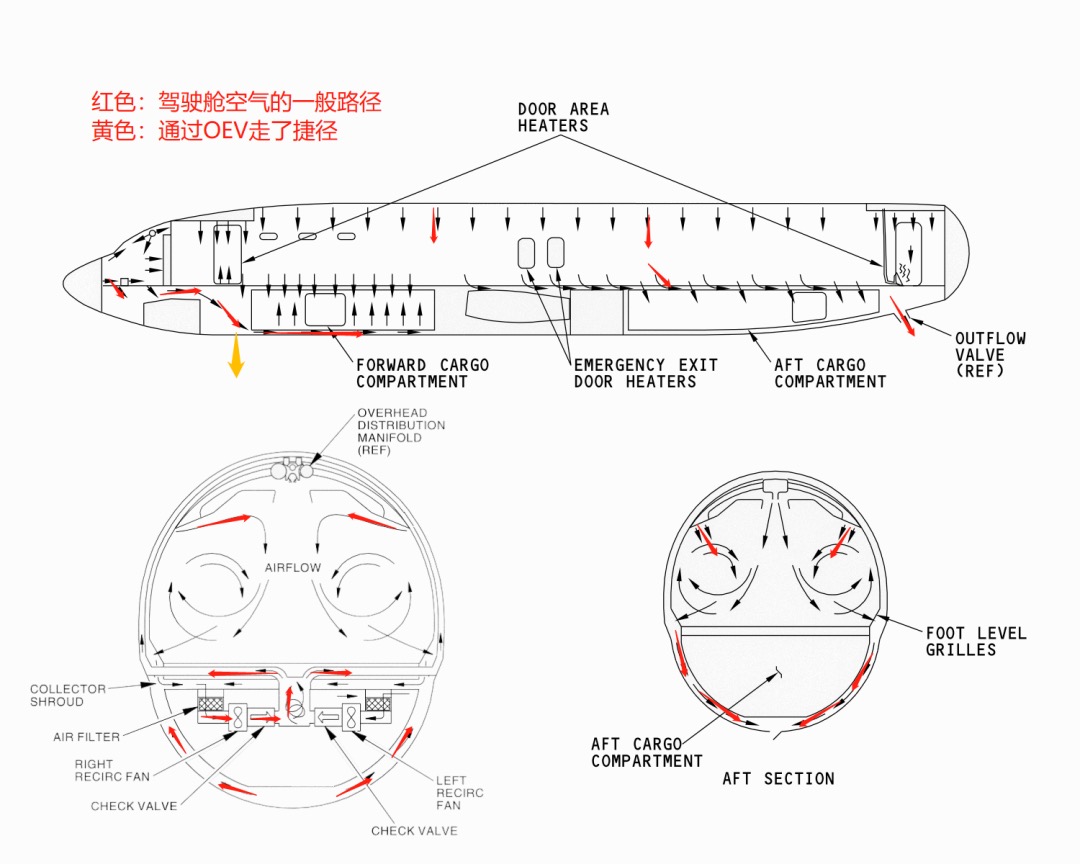 红色：驾驶舱空气的一般路径
黄色：通过OEV走了捷径
DOOR AREA
HEATERS
OUTFLOW
VALVE
(REF)
FORWARD CARGO
COMPARTMENT
EMERGENCY EXIT
DOOR HEATERS
AFT CARGO
COMPARTMENT
OVERHEAD
DISTRIBUTION
MANIFOLD
(REF)
AIRFLOW
FOOT LEVEL
GRILLES
COLLECTOR
SHROUD
AIR FILTER
RIGHT
RECIRC FAN
CHECK VALVE
LEFT
RECIRC
FAN
CHECK VALVE
AFT CARGO
COMPARTMENT
AFT SECTION